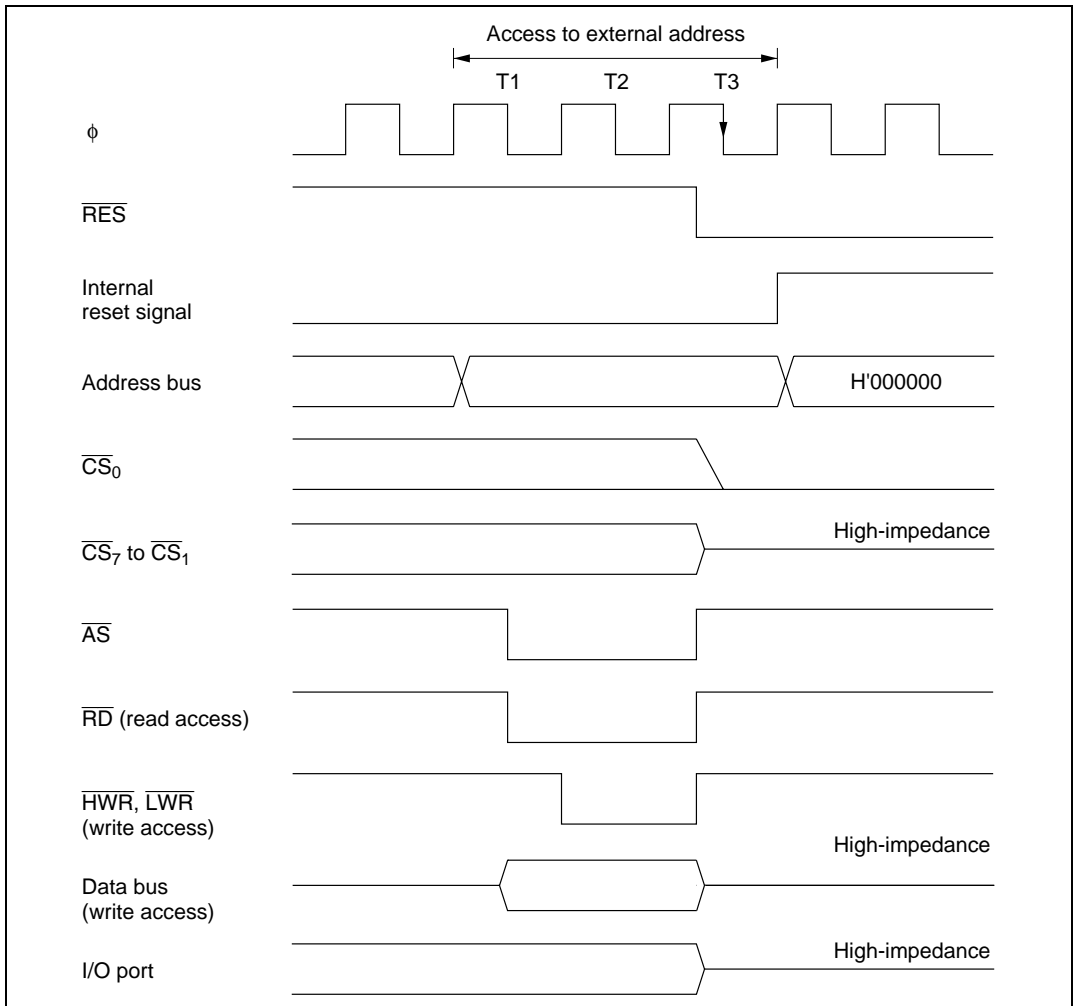 Access to external address
T1 T2 T3
φ
RES
Internal
reset signal
Address bus H'000000
CS0
CS7 to CS1 High-impedance
AS
RD (read access)
HWR, LWR
(write access)
High-impedance
Data bus
(write access)
I/O port High-impedance